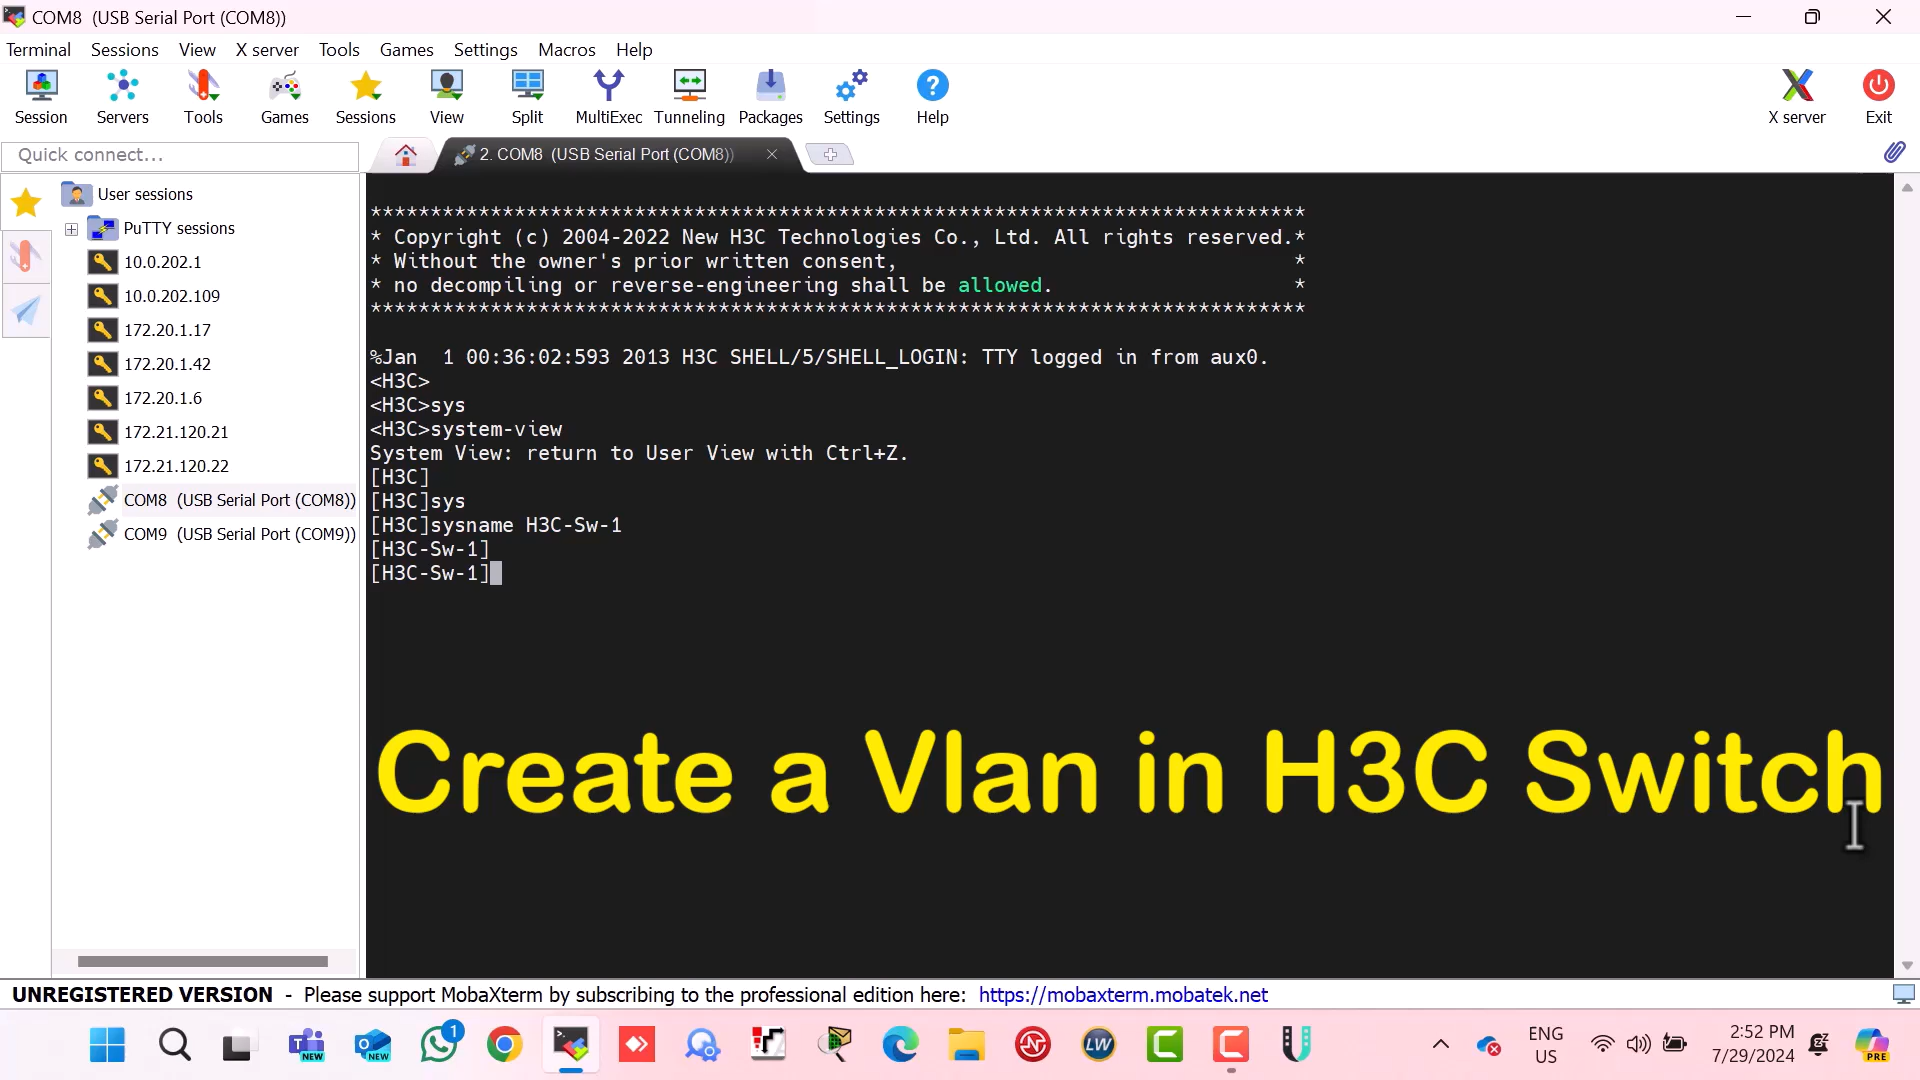 COM8  (USB Serial Port (COM8))
Terminal Sessions View X server Tools Games Settings Macros Help
Session Servers Tools Games Sessions View Split MultiExec Tunneling Packages Settings Help X server Exit
Quick connect...
2. COM8  (USB Serial Port (COM8))
User sessions
PuTTY sessions
10.0.202.1
10.0.202.109
172.20.1.17
172.20.1.42
172.20.1.6
172.21.120.21
172.21.120.22
COM8  (USB Serial Port (COM8))
COM9  (USB Serial Port (COM9))
******************************************************************************
* Copyright (c) 2004-2022 New H3C Technologies Co., Ltd. All rights reserved.*
* Without the owner's prior written consent,                                 *
* no decompiling or reverse-engineering shall be allowed.                    *
******************************************************************************
%Jan  1 00:36:02:593 2013 H3C SHELL/5/SHELL_LOGIN: TTY logged in from aux0.
<H3C>
<H3C>sys
<H3C>system-view
System View: return to User View with Ctrl+Z.
[H3C]
[H3C]sys
[H3C]sysname H3C-Sw-1
[H3C-Sw-1]
[H3C-Sw-1]
Create a Vlan in H3C Switch
UNREGISTERED VERSION  -  Please support MobaXterm by subscribing to the professional edition here:  https://mobaxterm.mobatek.net
NEW
NEW
1
LW
ENG
US
2:52 PM
7/29/2024
PRE